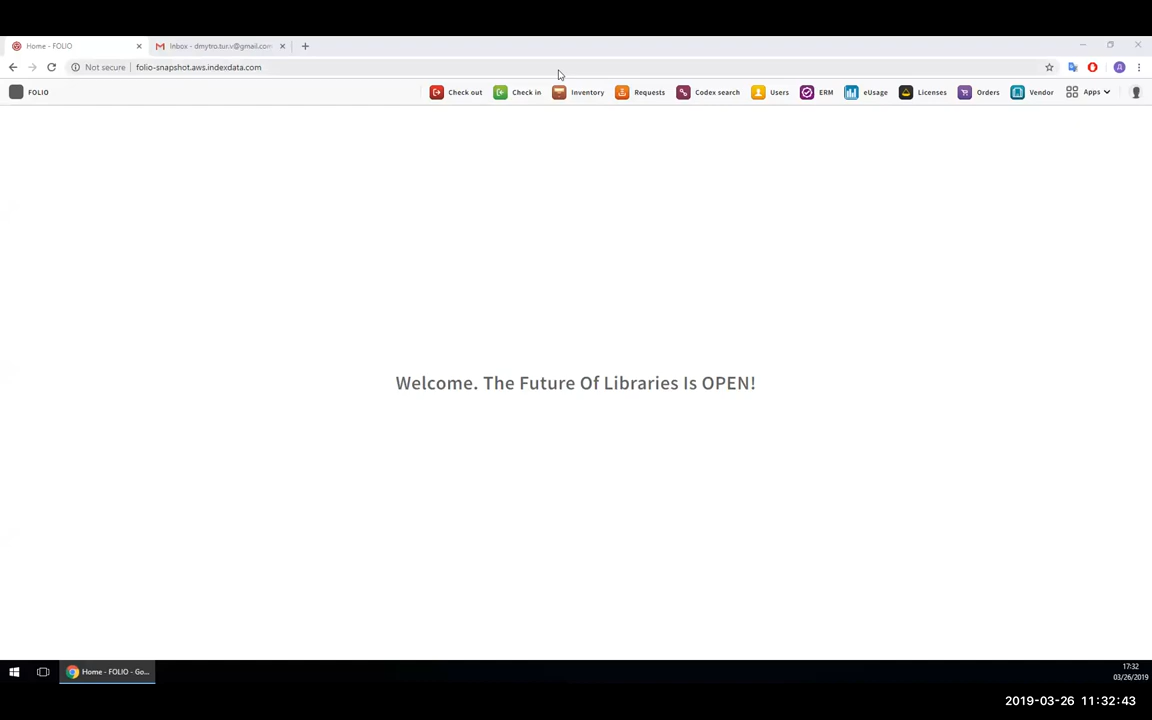 Home - FOLIO
Inbox - dmytro.tur.v@gmail.com
Not secure
folio-snapshot.aws.indexdata.com
FOLIO
Check out
Check in
Inventory
Requests
Codex search
Users
ERM
eUsage
Licenses
Orders
Vendor
Apps
Welcome. The Future Of Libraries Is OPEN!
Home - FOLIO - Go...
17:32
03/26/2019
2019-03-26 11:32:43